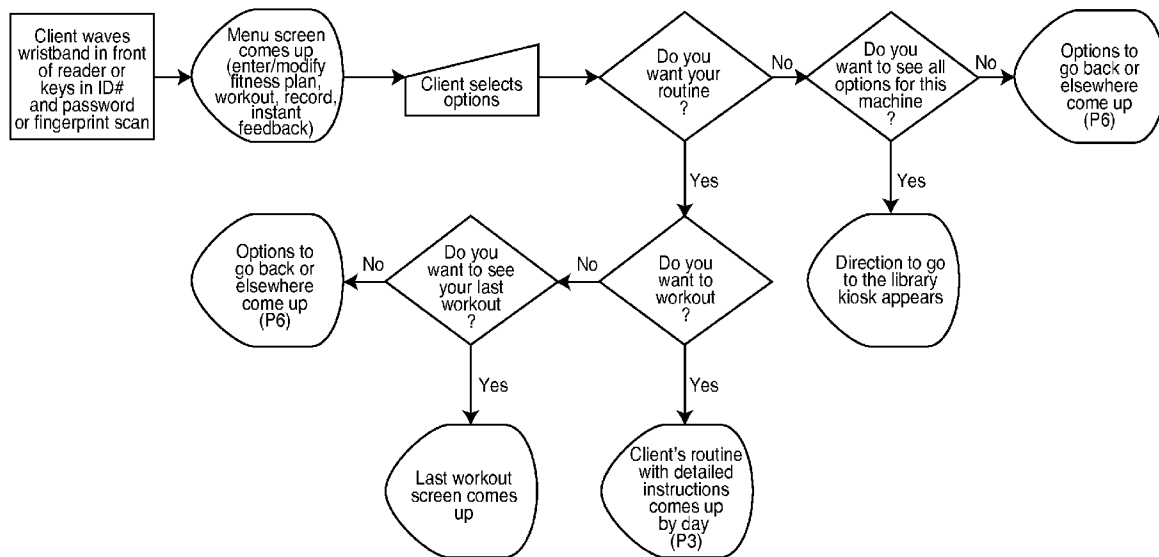 Client waves
wristband in front
of reader or
keys in ID#
and password
or fingerprint scan
Menu screen
comes up
(enter/modify
fitness plan,
workout, record,
instant
feedback)
Client selects
options
Do you
want your
routine
?
No
Do you
want to see all
options for this
machine
?
No
Options to
go back or
elsewhere
come up
(P6)
Yes
Yes
Options to
go back or
elsewhere
come up
(P6)
No
Do you
want to see
your last
workout
?
No
Do you
want to
workout
?
Direction to go
to the library
kiosk appears
Yes
Yes
Last workout
screen comes
up
Client's routine
with detailed
instructions
comes up
by day
(P3)